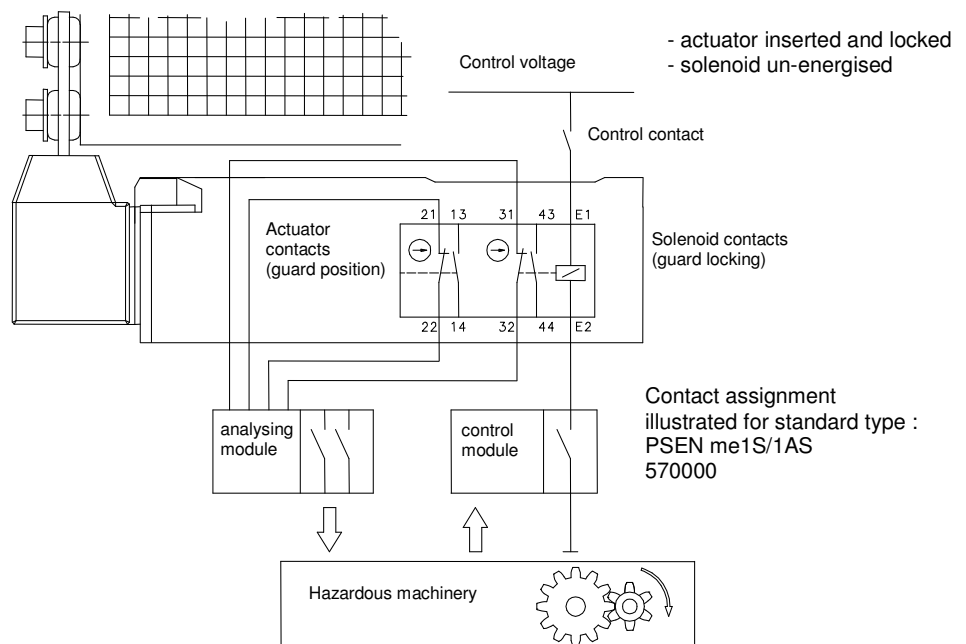 - actuator inserted and locked
- solenoid un-energised
Control voltage
Control contact
21 13 31 43 E1
Actuator
contacts
(guard position)
Solenoid contacts
(guard locking)
22 14 32 44 E2
Contact assignment
illustrated for standard type :
PSEN me1S/1AS
570000
analysing
module
control
module
Hazardous machinery